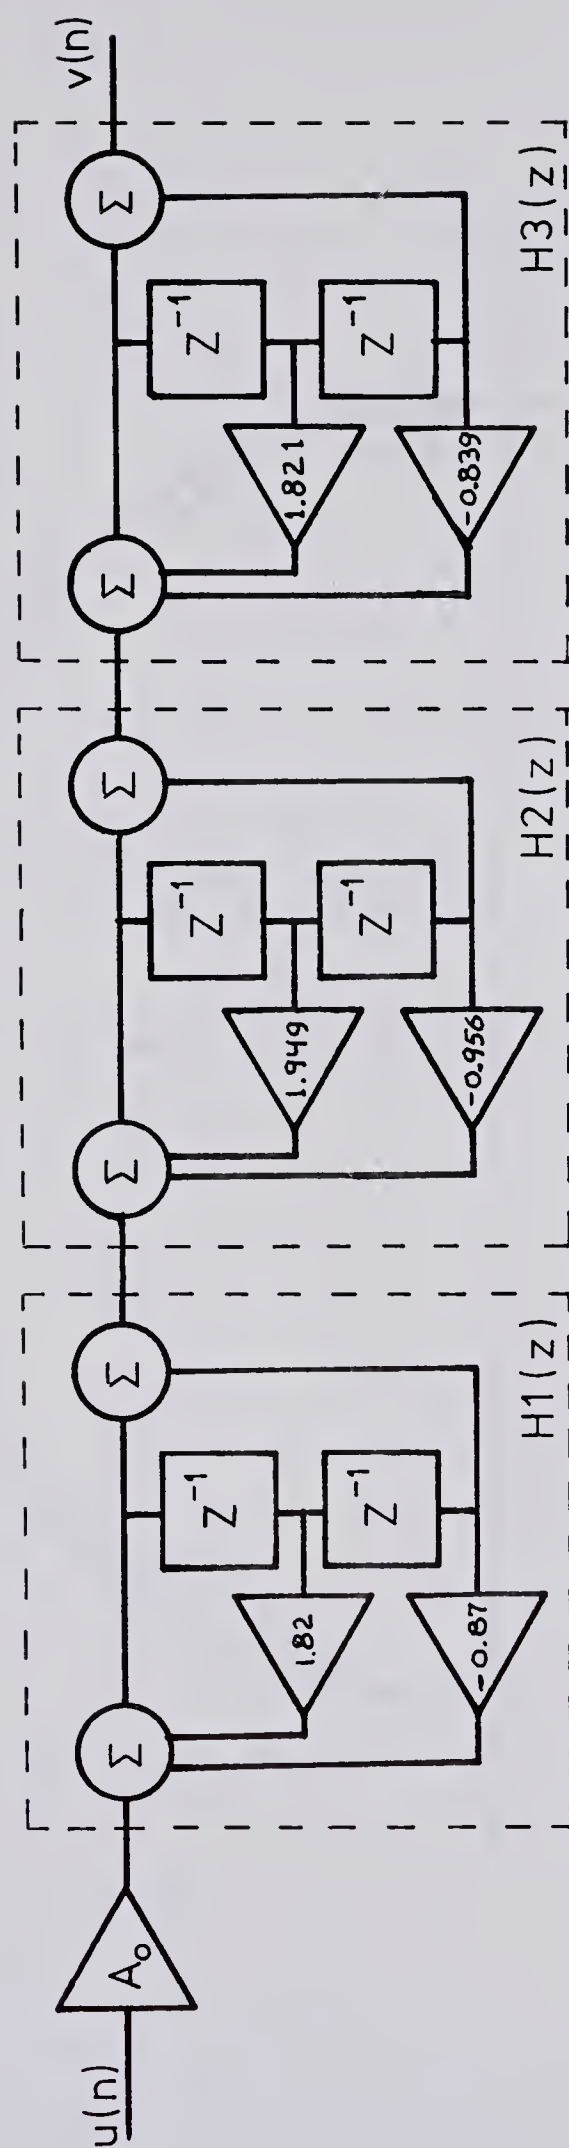 u(n)
A₀
Σ
Z⁻¹
1.82
Z⁻¹
-0.87
Σ
H1(z)
Σ
Z⁻¹
1.949
Z⁻¹
-0.956
Σ
H2(z)
Σ
Z⁻¹
1.821
Z⁻¹
-0.839
Σ
H3(z)
v(n)